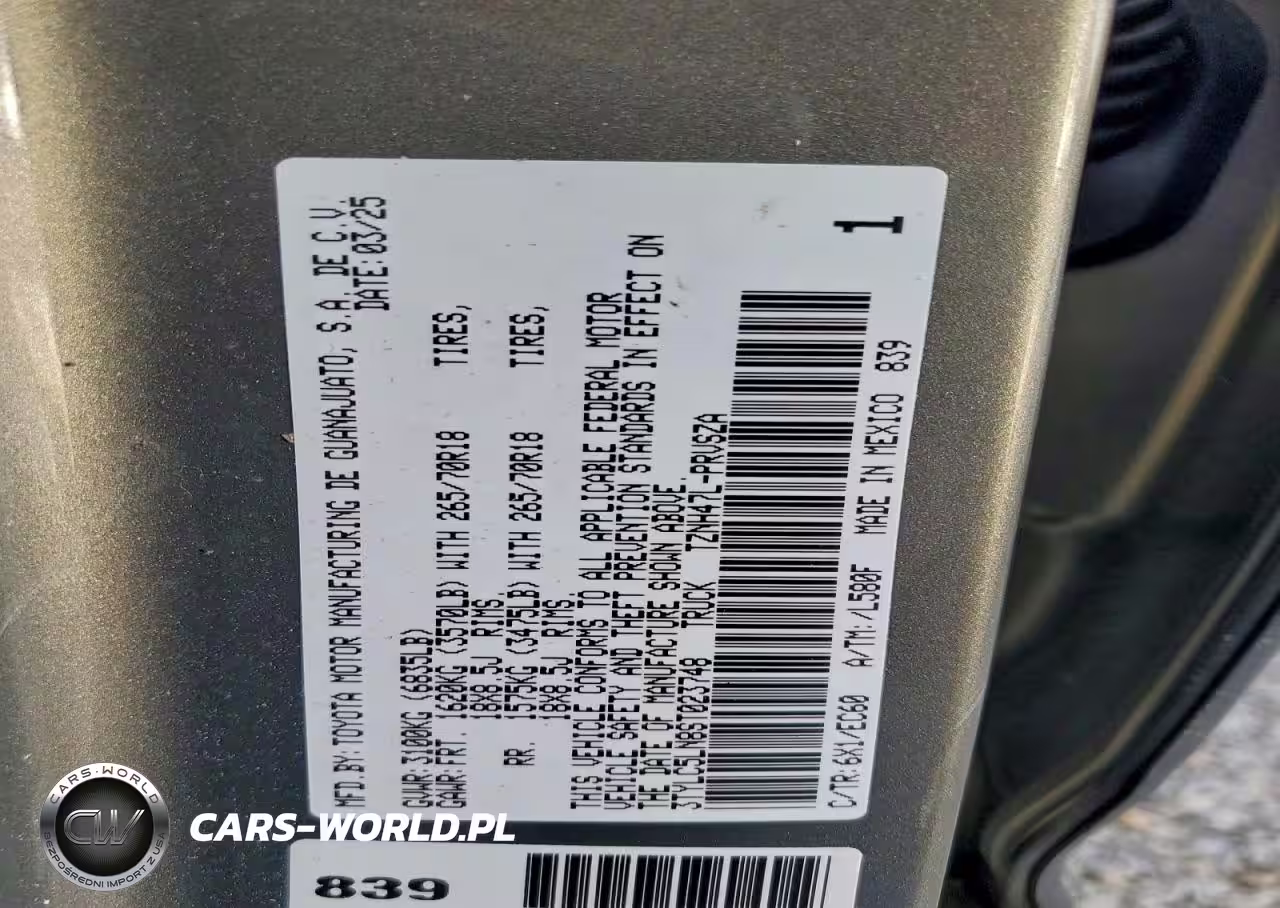 MFD.BY:TOYOTA MOTOR MANUFACTURING DE GUANAJUATO, S.A. DE C.V.
DATE:03/25
GVWR:3100KG (6835LB)
GAWR:FRT. 1620KG (3570LB) WITH 265/70R18 TIRES,
18X8.5J RIMS.
RR. 1575KG (3475LB) WITH 265/70R18 TIRES,
18X8.5J RIMS.
THIS VEHICLE CONFORMS TO ALL APPLICABLE FEDERAL MOTOR
VEHICLE SAFETY AND THEFT PREVENTION STANDARDS IN EFFECT ON
THE DATE OF MANUFACTURE SHOWN ABOVE.
3TYLC5LN8ST023748 TRUCK TZNH47L-PRVSZA
C/TR:6X1/EC60 A/TM:/L580F MADE IN MEXICO 839
1
839
CARS-WORLD
CW
BEZPOŚREDNI IMPORT Z USA
CARS-WORLD.PL